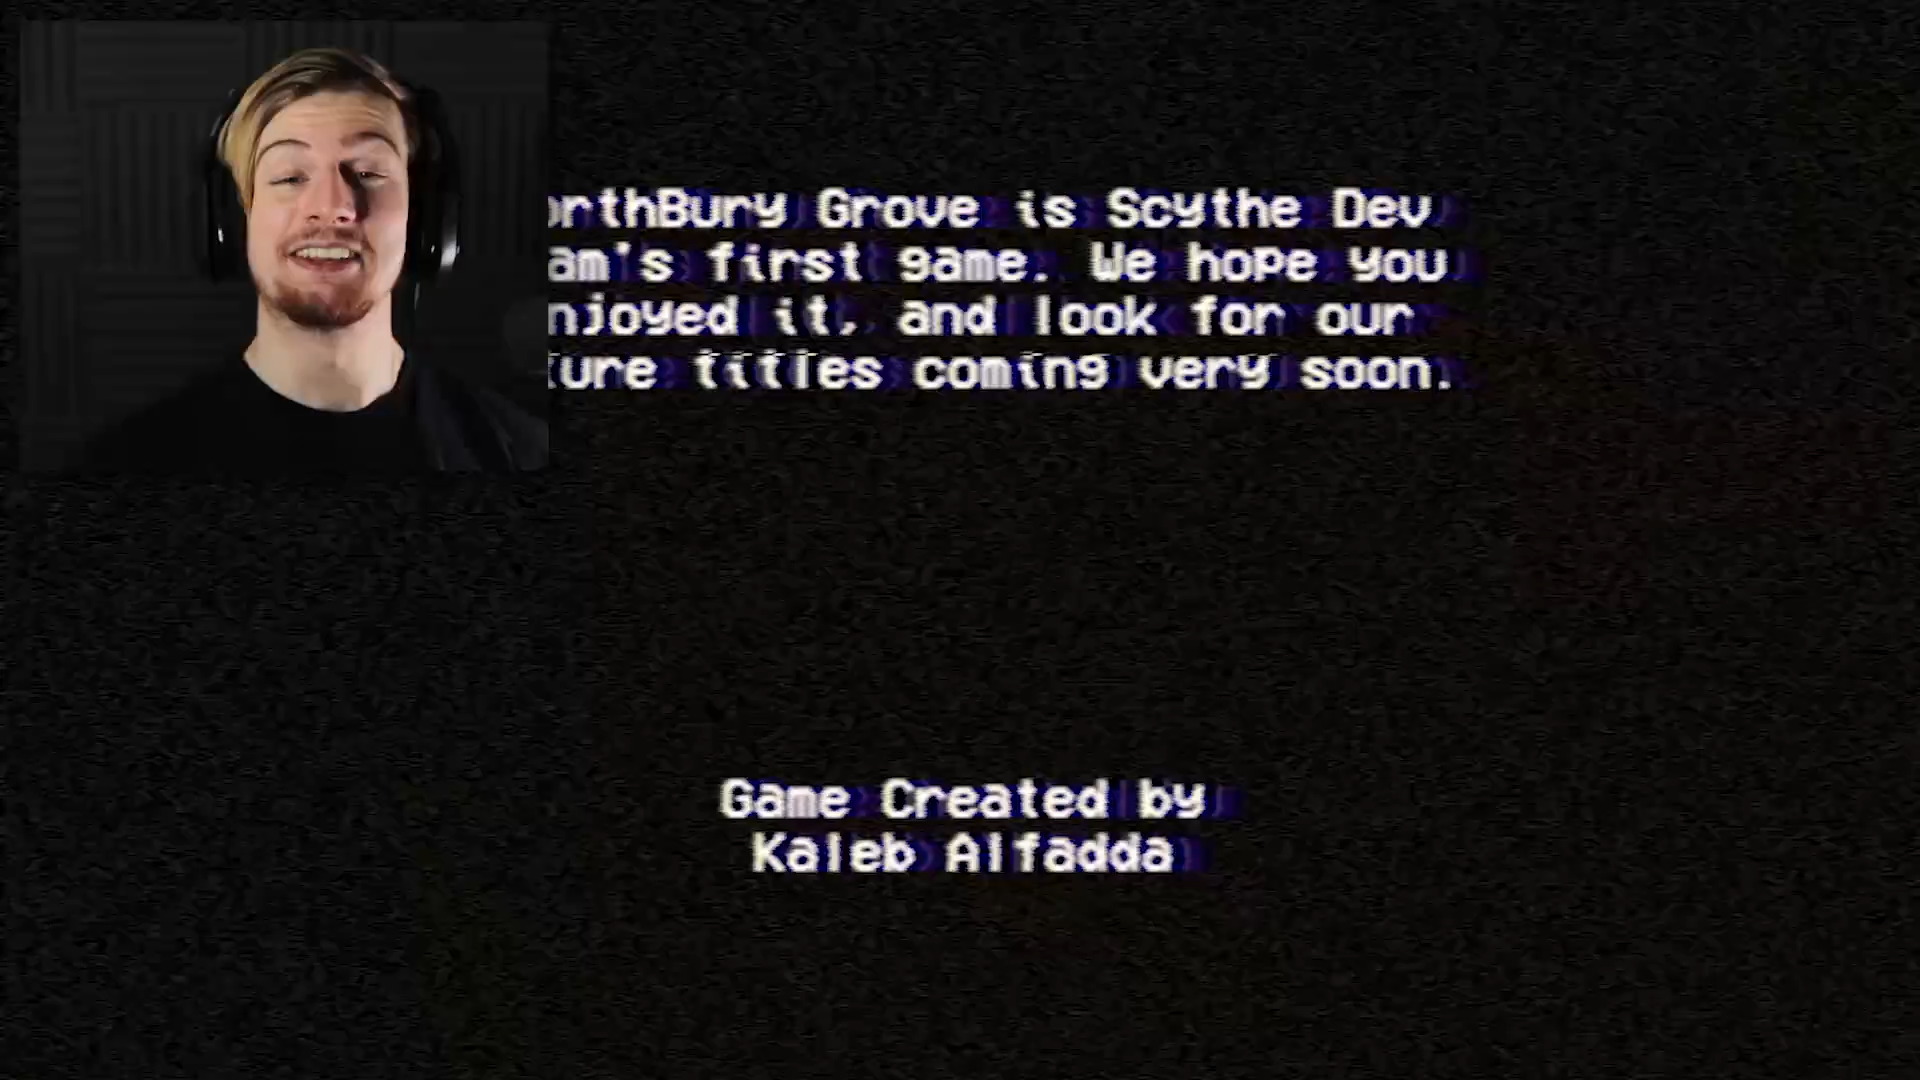 orthBury Grove is Scythe Dev
am's first game. We hope you
njoyed it, and look for our
ure titles coming very soon.
Game Created by
Kaleb Alfadda